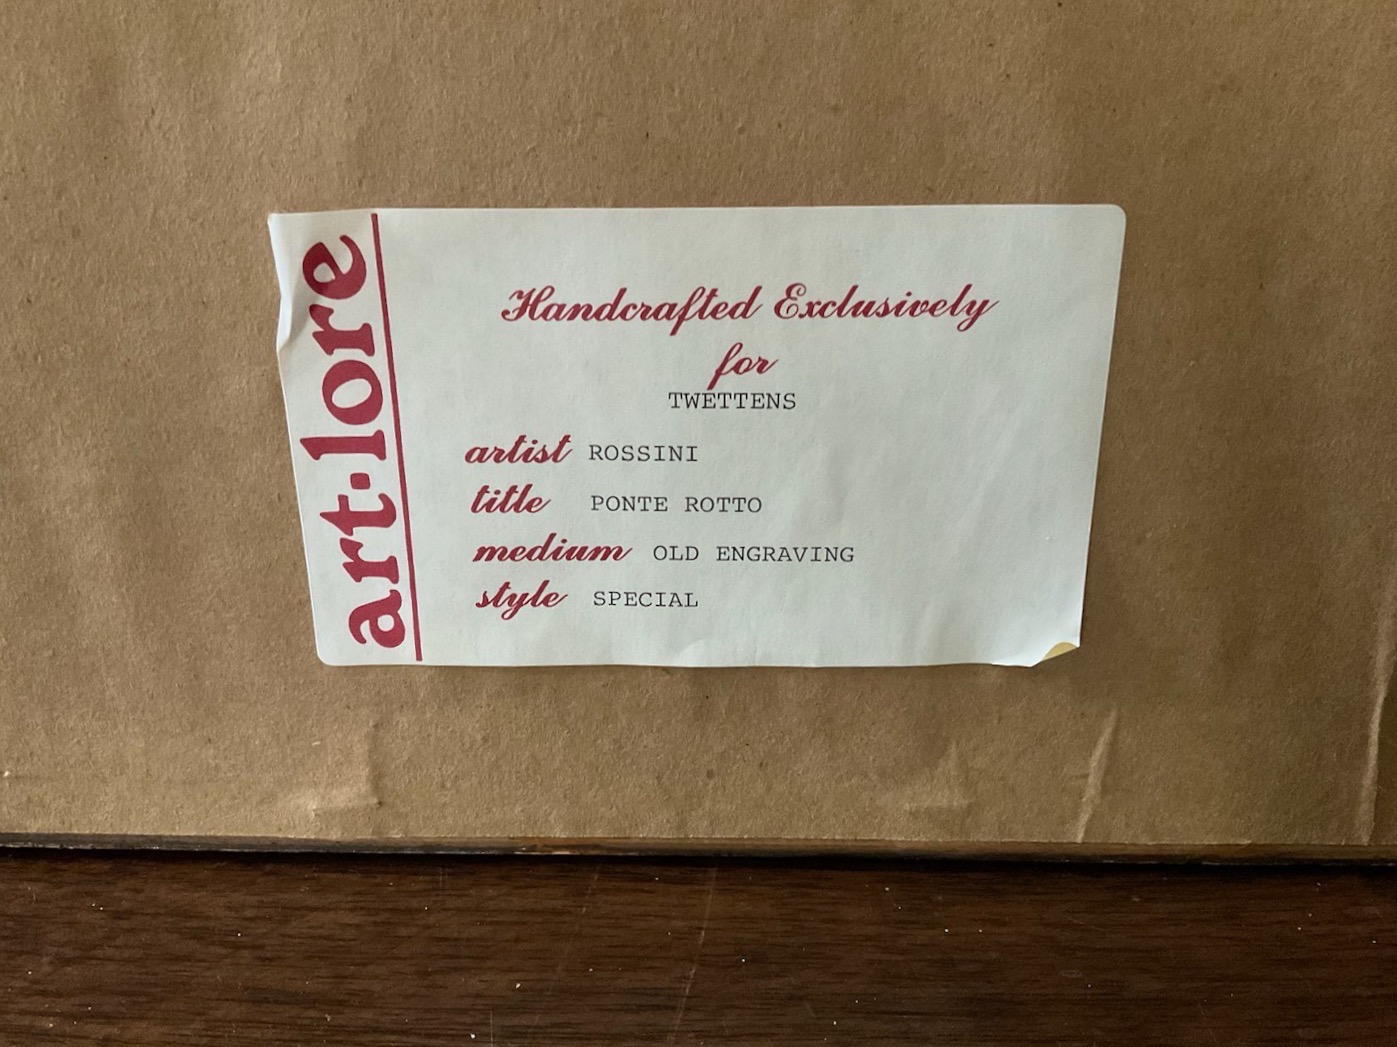 art·lore
Handcrafted Exclusively
for
TWETTENS
artist ROSSINI
title PONTE ROTTO
medium OLD ENGRAVING
style SPECIAL